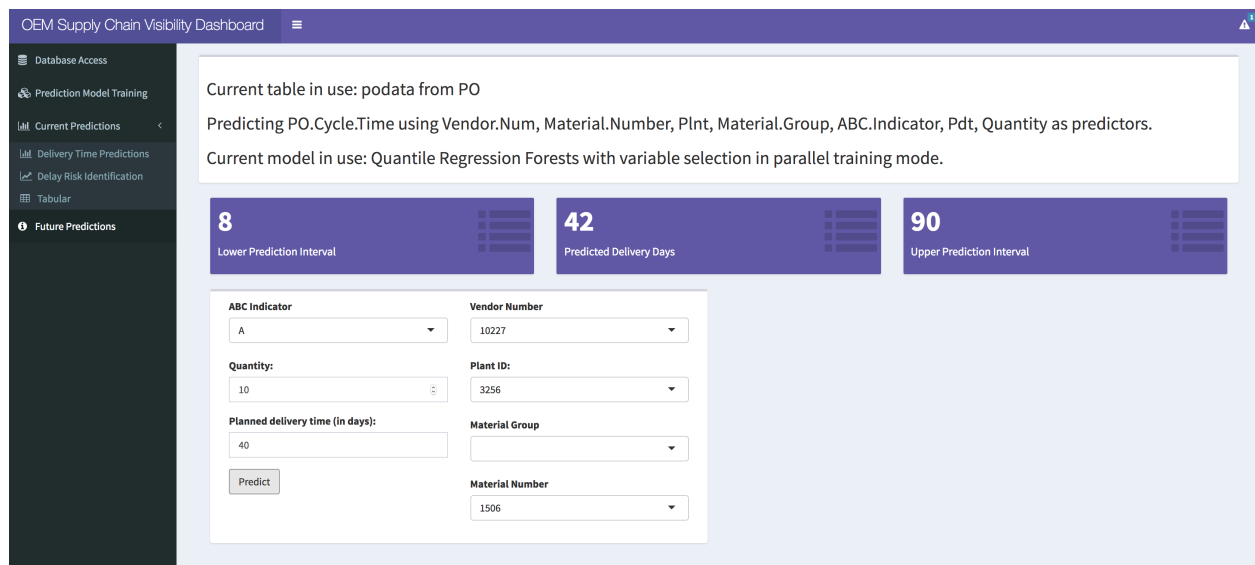 OEM Supply Chain Visibility Dashboard
1
Database Access
Prediction Model Training
Current Predictions
Delivery Time Predictions
Delay Risk Identification
Tabular
Future Predictions
Current table in use: podata from PO
Predicting PO.Cycle.Time using Vendor.Num, Material.Number, Plnt, Material.Group, ABC.Indicator, Pdt, Quantity as predictors.
Current model in use: Quantile Regression Forests with variable selection in parallel training mode.
8
Lower Prediction Interval
42
Predicted Delivery Days
90
Upper Prediction Interval
ABC Indicator
A
Vendor Number
10227
Quantity:
10
Plant ID:
3256
Planned delivery time (in days):
40
Material Group
Predict
Material Number
1506